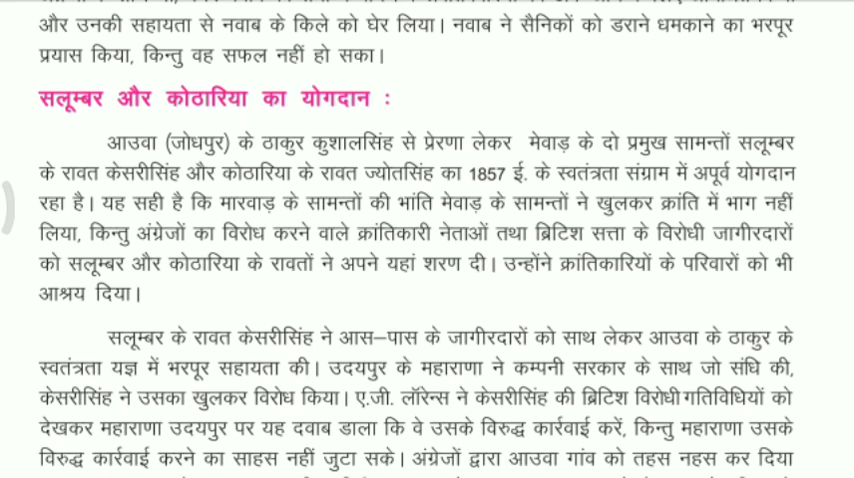 और उनकी सहायता से नवाब के किले को घेर लिया। नवाब ने सैनिकों को डराने धमकाने का भरपूर
प्रयास किया, किन्तु वह सफल नहीं हो सका।
सलूम्बर और कोठारिया का योगदान :
आउवा (जोधपुर) के ठाकुर कुशालसिंह से प्रेरणा लेकर मेवाड़ के दो प्रमुख सामन्तों सलूम्बर
के रावत केसरीसिंह और कोठारिया के रावत ज्योतसिंह का 1857 ई. के स्वतंत्रता संग्राम में अपूर्व योगदान
रहा है। यह सही है कि मारवाड़ के सामन्तों की भांति मेवाड़ के सामन्तों ने खुलकर क्रांति में भाग नहीं
लिया, किन्तु अंग्रेजों का विरोध करने वाले क्रांतिकारी नेताओं तथा ब्रिटिश सत्ता के विरोधी जागीरदारों
को सलूम्बर और कोठारिया के रावतों ने अपने यहां शरण दी। उन्होंने क्रांतिकारियों के परिवारों को भी
आश्रय दिया।
सलूम्बर के रावत केसरीसिंह ने आस–पास के जागीरदारों को साथ लेकर आउवा के ठाकुर के
स्वतंत्रता यज्ञ में भरपूर सहायता की। उदयपुर के महाराणा ने कम्पनी सरकार के साथ जो संधि की,
केसरीसिंह ने उसका खुलकर विरोध किया। ए.जी. लॉरेन्स ने केसरीसिंह की ब्रिटिश विरोधी गतिविधियों को
देखकर महाराणा उदयपुर पर यह दवाब डाला कि वे उसके विरुद्ध कार्रवाई करें, किन्तु महाराणा उसके
विरुद्ध कार्रवाई करने का साहस नहीं जुटा सके। अंग्रेजों द्वारा आउवा गांव को तहस नहस कर दिया